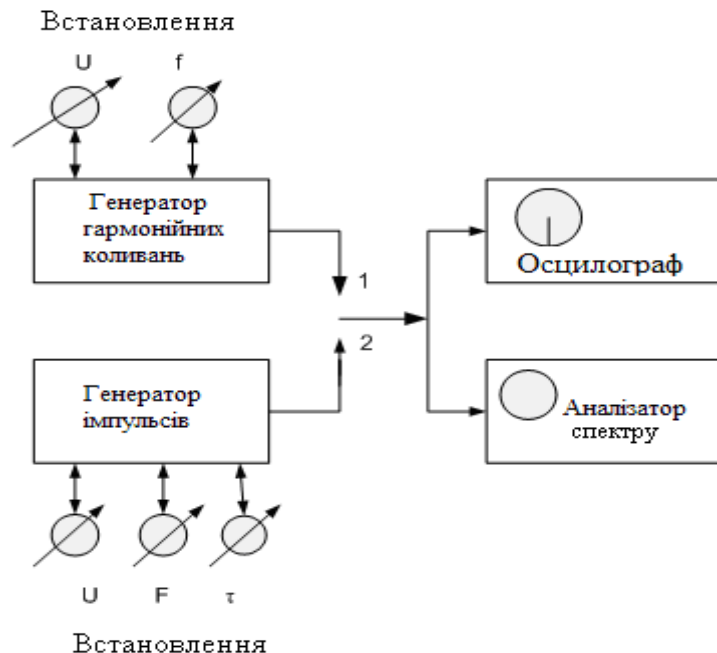 Встановлення
U f
Генератор
гармонійних
коливань
1
Осцилограф
2
Генератор
імпульсів
Аналізатор
спектру
U F τ
Встановлення